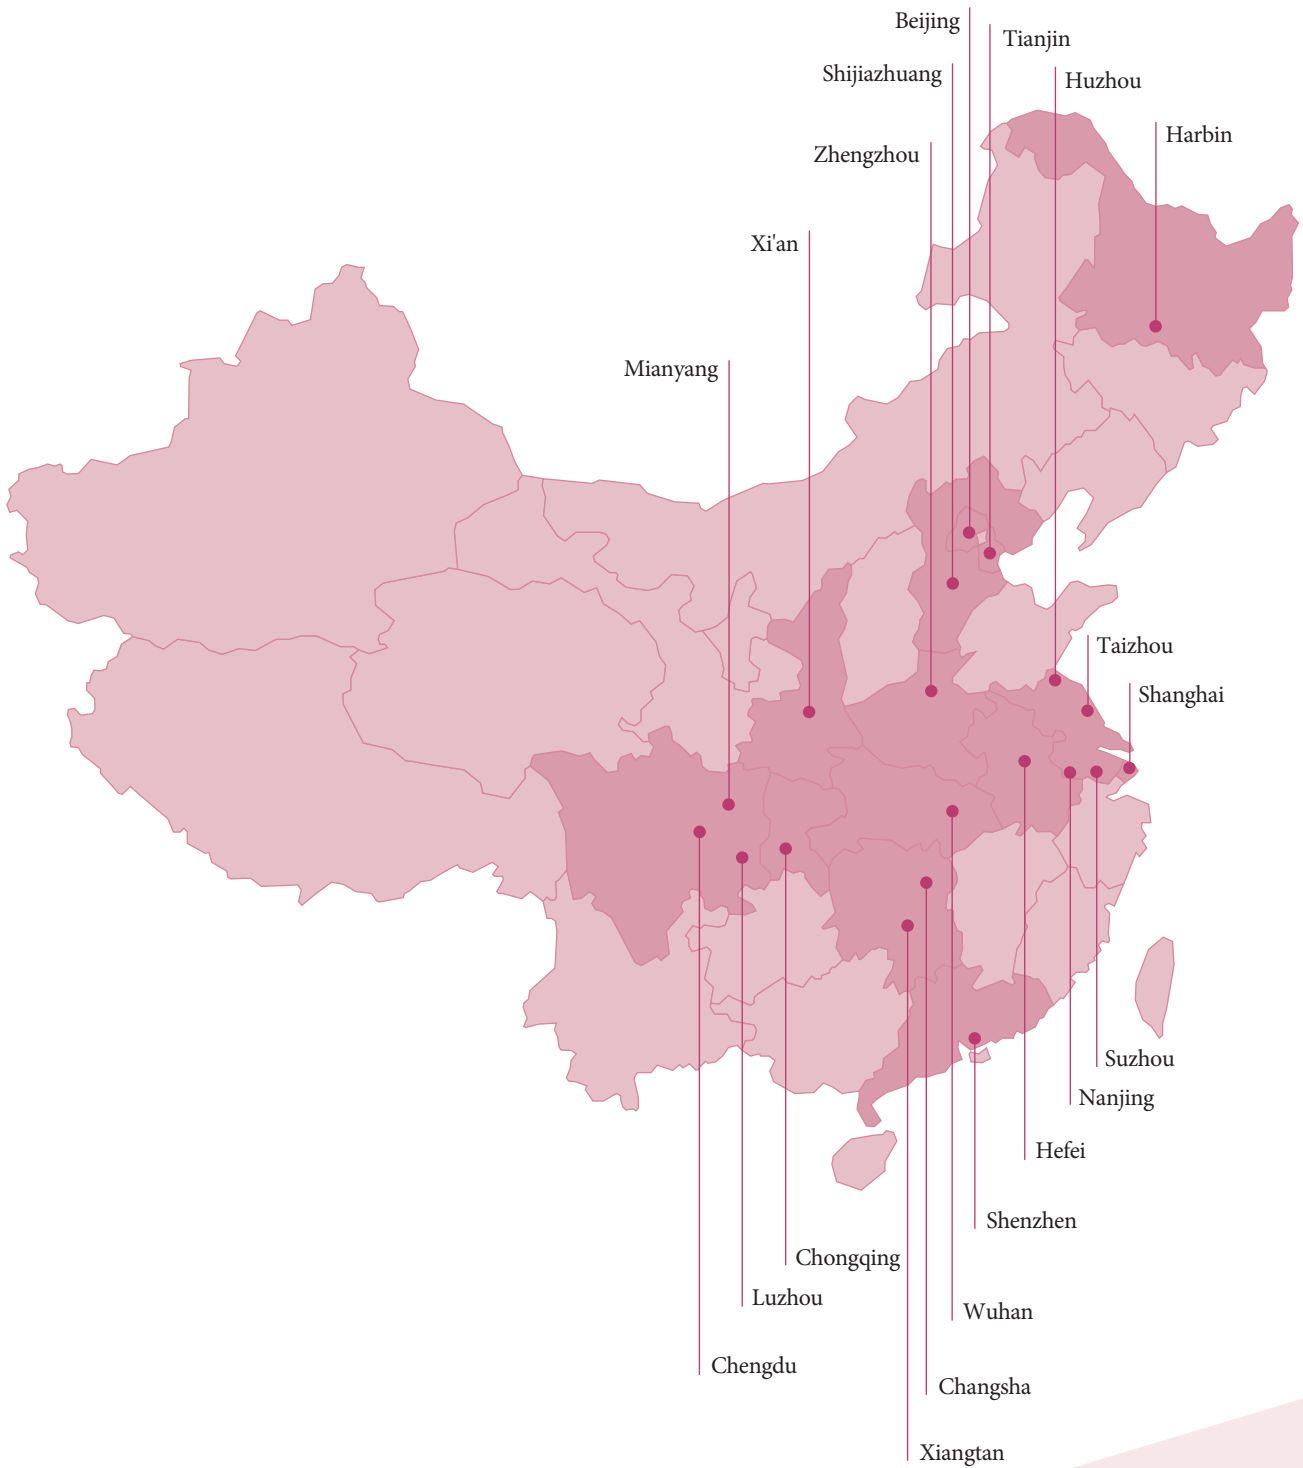 Beijing
Tianjin
Shijiazhuang
Huzhou
Harbin
Zhengzhou
Xi'an
Mianyang
Taizhou
Shanghai
Suzhou
Nanjing
Hefei
Shenzhen
Chongqing
Luzhou
Wuhan
Chengdu
Changsha
Xiangtan